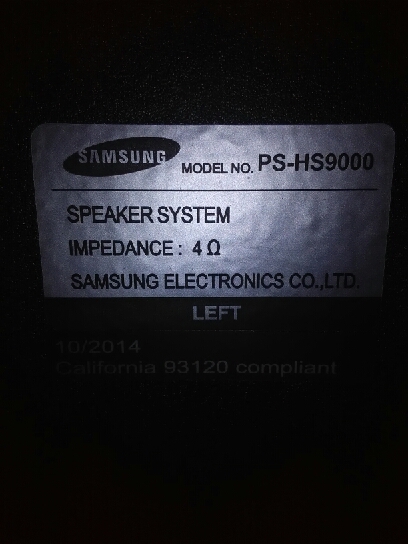 SAMSUNG MODEL NO. PS-HS9000
SPEAKER SYSTEM
IMPEDANCE : 4 Ω
SAMSUNG ELECTRONICS CO.,LTD.
LEFT
10/2014
California 93120 compliant